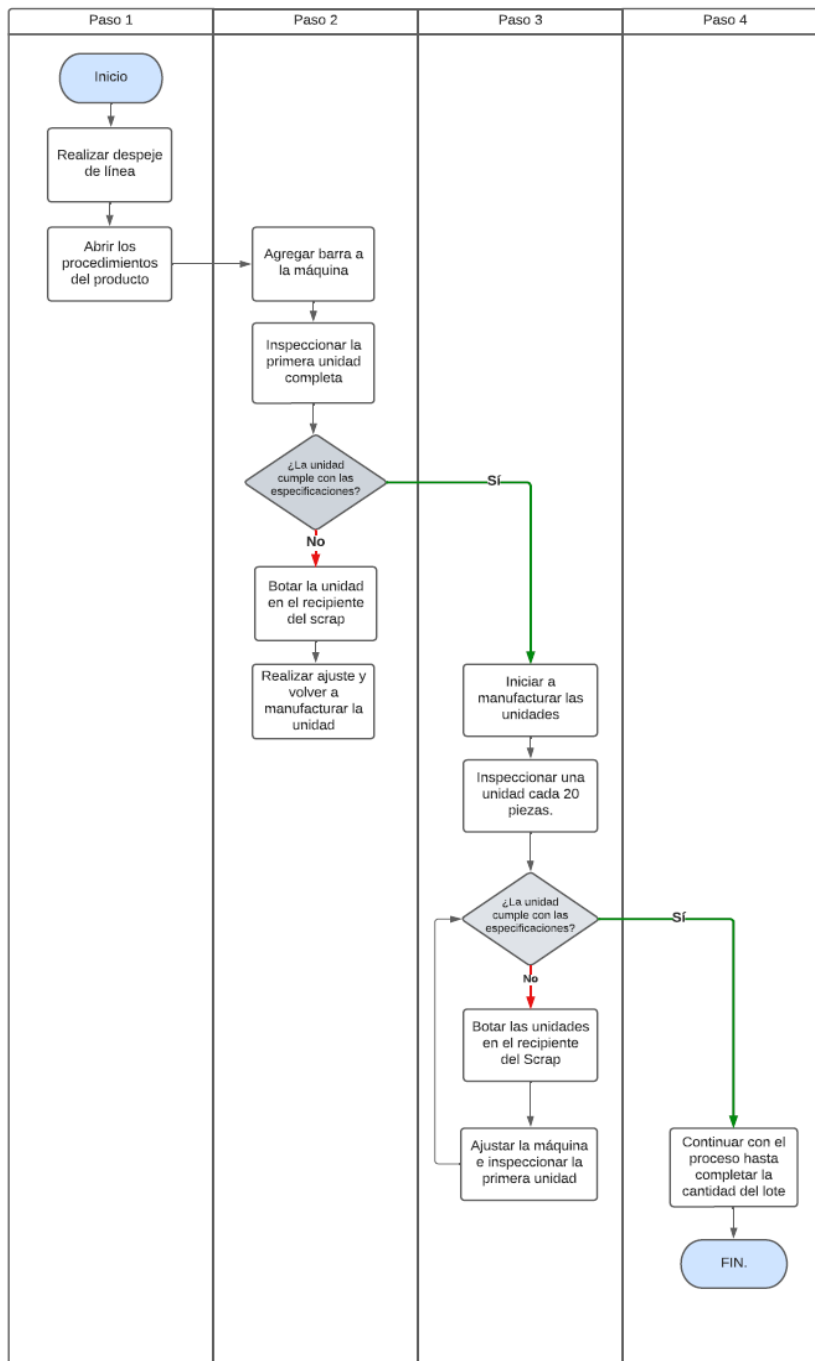 Paso 1
Paso 2
Paso 3
Paso 4
Inicio
Realizar despeje
de línea
Abrir los
procedimientos
del producto
Agregar barra a
la máquina
Inspeccionar la
primera unidad
completa
¿La unidad
cumple con las
especificaciones?
Sí
No
Botar la unidad
en el recipiente
del scrap
Realizar ajuste y
volver a
manufacturar la
unidad
Iniciar a
manufacturar las
unidades
Inspeccionar una
unidad cada 20
piezas.
¿La unidad
cumple con las
especificaciones?
Sí
No
Botar las unidades
en el recipiente
del Scrap
Ajustar la máquina
e inspeccionar la
primera unidad
Continuar con el
proceso hasta
completar la
cantidad del lote
FIN.